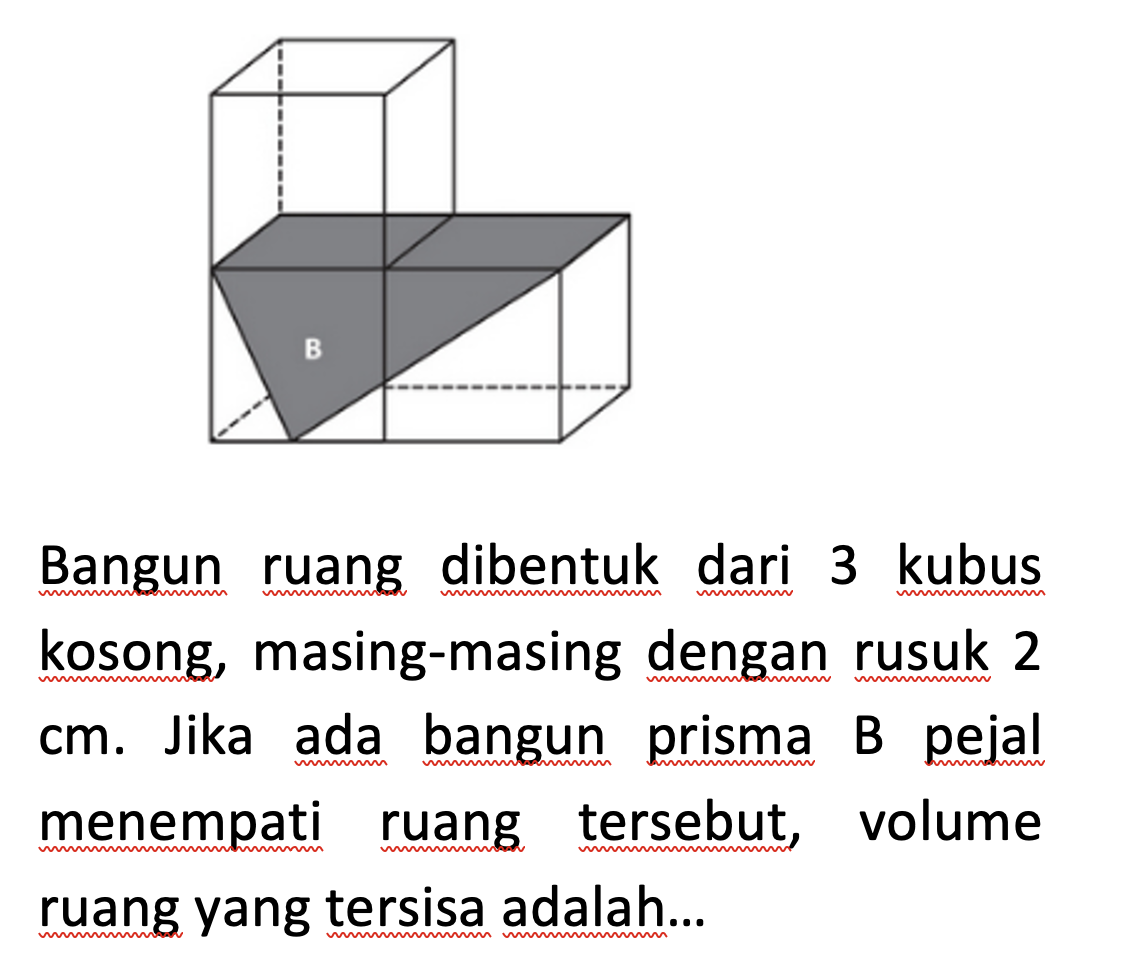 B
Bangun ruang dibentuk dari 3 kubus
kosong, masing-masing dengan rusuk 2
cm. Jika ada bangun prisma B pejal
menempati ruang tersebut, volume
ruang yang tersisa adalah...